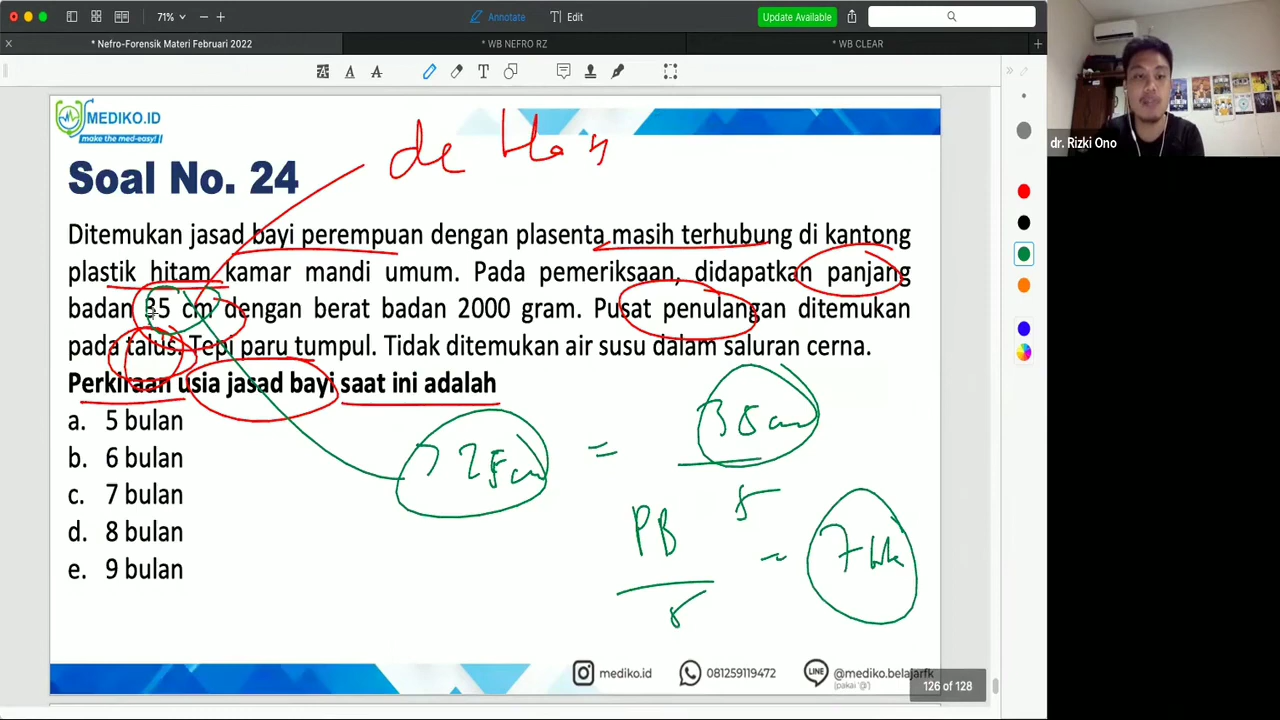 71%
Annotate
Edit
Update Available
* Nefro-Forensik Materi Februari 2022
* WB NEFRO RZ
* WB CLEAR
MEDIKO.ID
make the med-easy!
de Haas
Soal No. 24
Ditemukan jasad bayi perempuan dengan plasenta masih terhubung di kantong
plastik hitam kamar mandi umum. Pada pemeriksaan, didapatkan panjang
badan 35 cm dengan berat badan 2000 gram. Pusat penulangan ditemukan
pada talus. Tepi paru tumpul. Tidak ditemukan air susu dalam saluran cerna.
Perkiraan usia jasad bayi saat ini adalah
a. 5 bulan
b. 6 bulan
c. 7 bulan
d. 8 bulan
e. 9 bulan
> 25 cm = 35 cm
5
PB
5
= 7 bln
mediko.id
081259119472
@mediko.belajarfk
(pakai '@')
126 of 128
dr. Rizki Ono